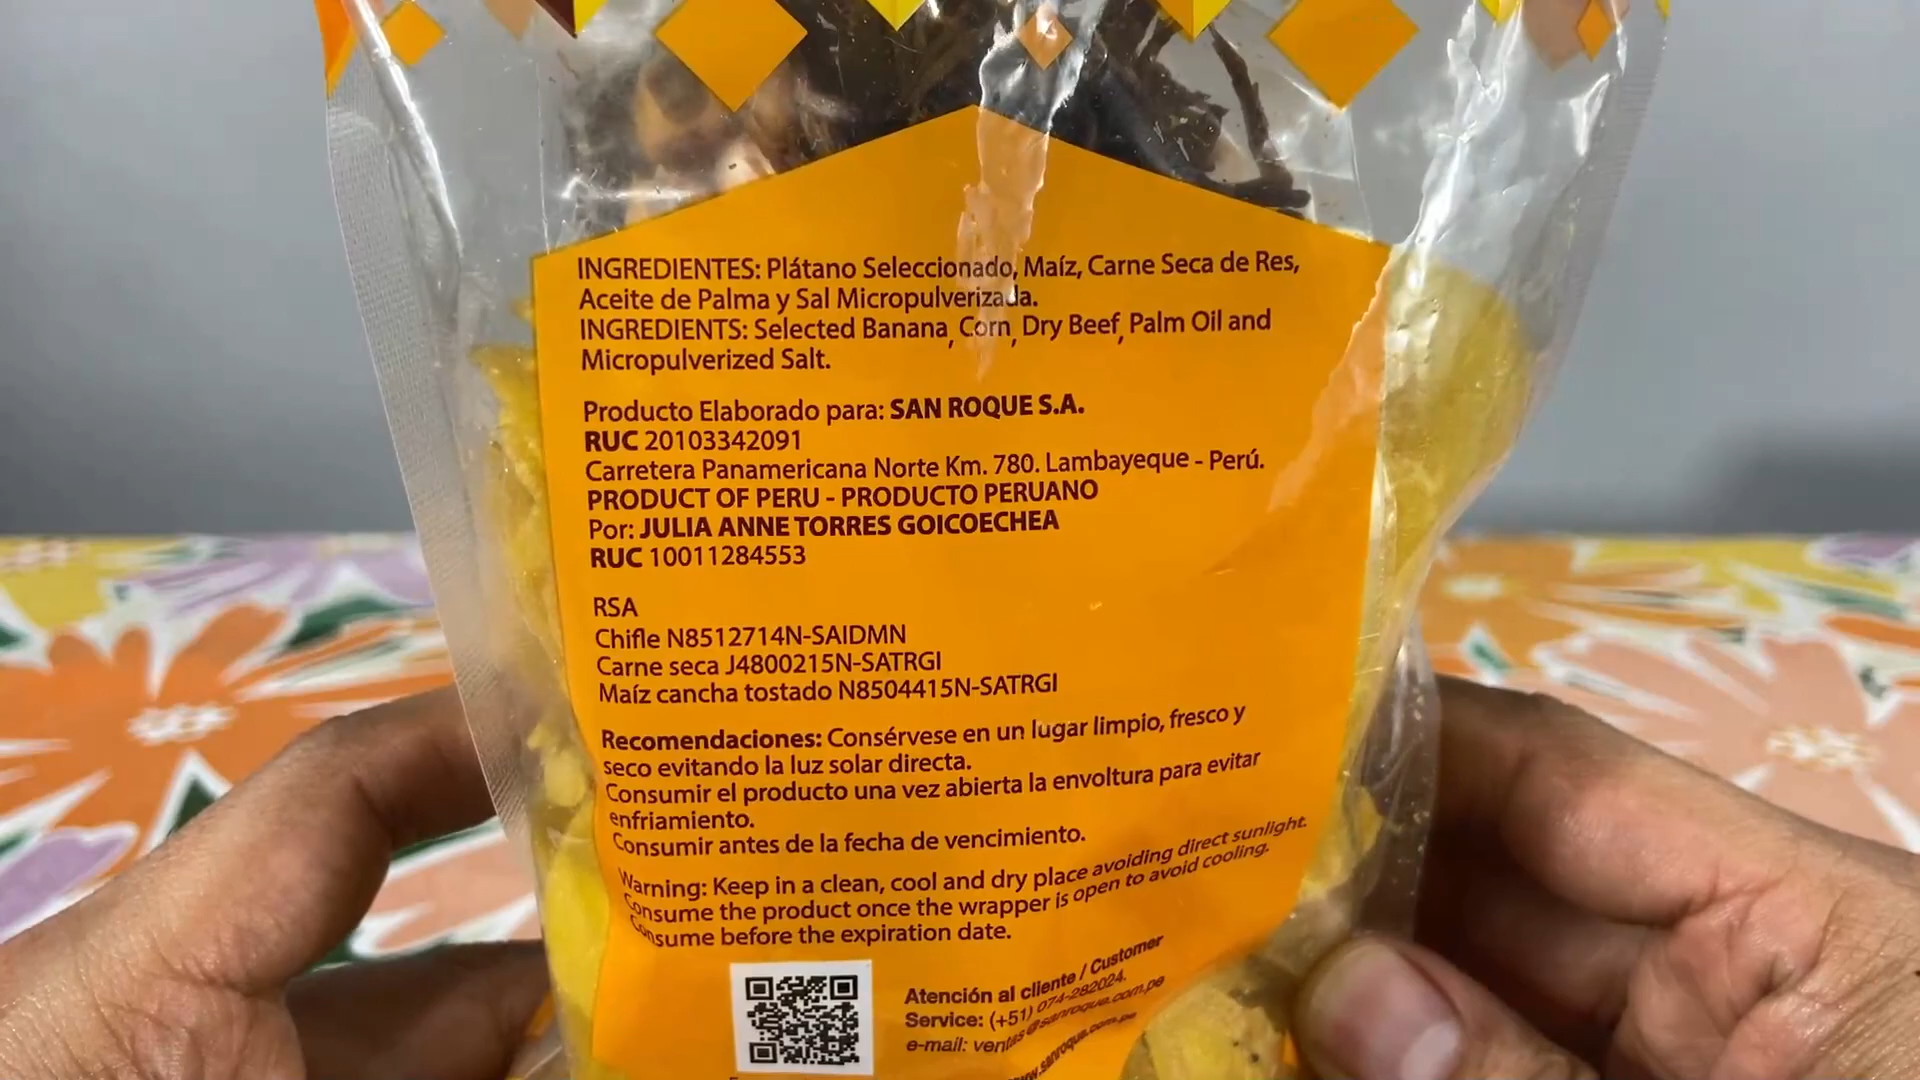 INGREDIENTES: Plátano Seleccionado, Maíz, Carne Seca de Res,
Aceite de Palma y Sal Micropulverizada.
INGREDIENTS: Selected Banana, Corn, Dry Beef, Palm Oil and
Micropulverized Salt.
Producto Elaborado para: SAN ROQUE S.A.
RUC 20103342091
Carretera Panamericana Norte Km. 780. Lambayeque - Perú.
PRODUCT OF PERU - PRODUCTO PERUANO
Por: JULIA ANNE TORRES GOICOECHEA
RUC 10011284553
RSA
Chifle N8512714N-SAIDMN
Carne seca J4800215N-SATRGI
Maíz cancha tostado N8504415N-SATRGI
Recomendaciones: Consérvese en un lugar limpio, fresco y
seco evitando la luz solar directa.
Consumir el producto una vez abierta la envoltura para evitar
enfriamiento.
Consumir antes de la fecha de vencimiento.
Warning: Keep in a clean, cool and dry place avoiding direct sunlight.
Consume the product once the wrapper is open to avoid cooling.
Consume before the expiration date.
Atención al cliente / Customer
Service: (+51) 074-282024.
e-mail: ventas@sanroque.com.pe
www.sanroque.com.pe